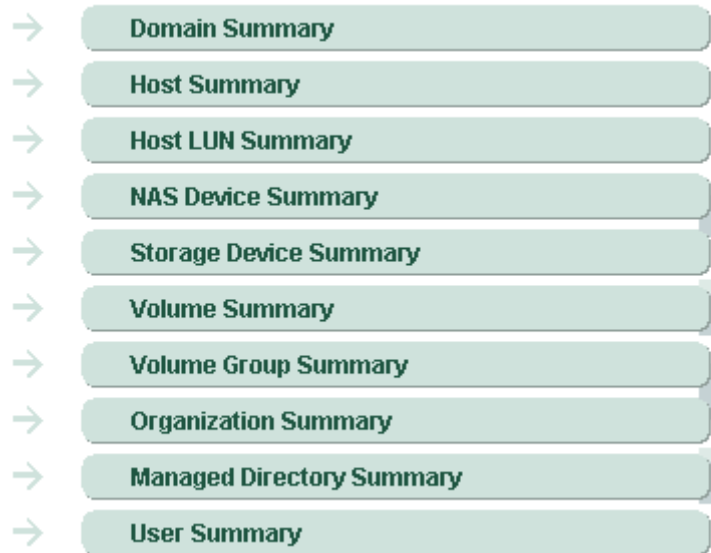 Domain Summary
Host Summary
Host LUN Summary
NAS Device Summary
Storage Device Summary
Volume Summary
Volume Group Summary
Organization Summary
Managed Directory Summary
User Summary